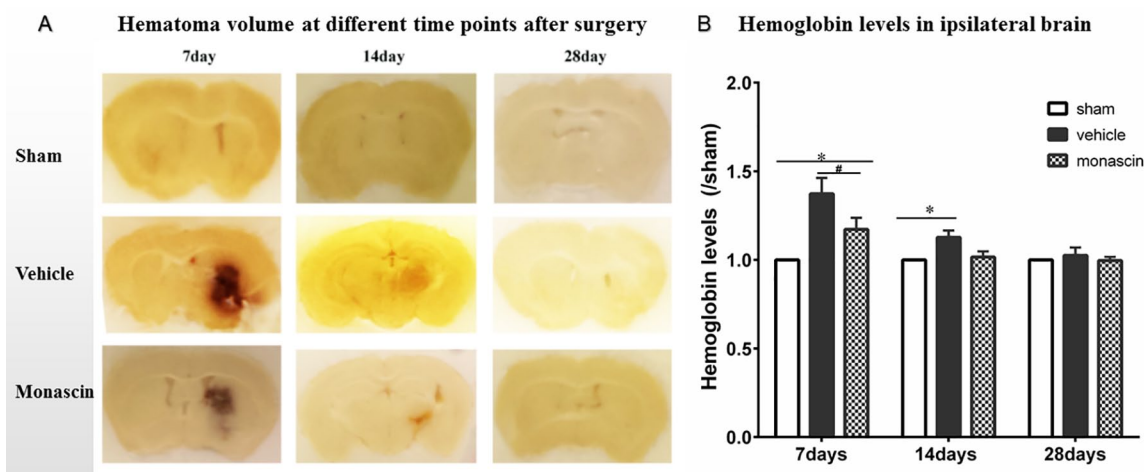 A Hematoma volume at different time points after surgery
7day 14day 28day
Sham
Vehicle
Monascin
B Hemoglobin levels in ipsilateral brain
Hemoglobin levels (/sham)
2.0
1.5
1.0
0.5
0.0
sham
vehicle
monascin
*
#
*
7days 14days 28days